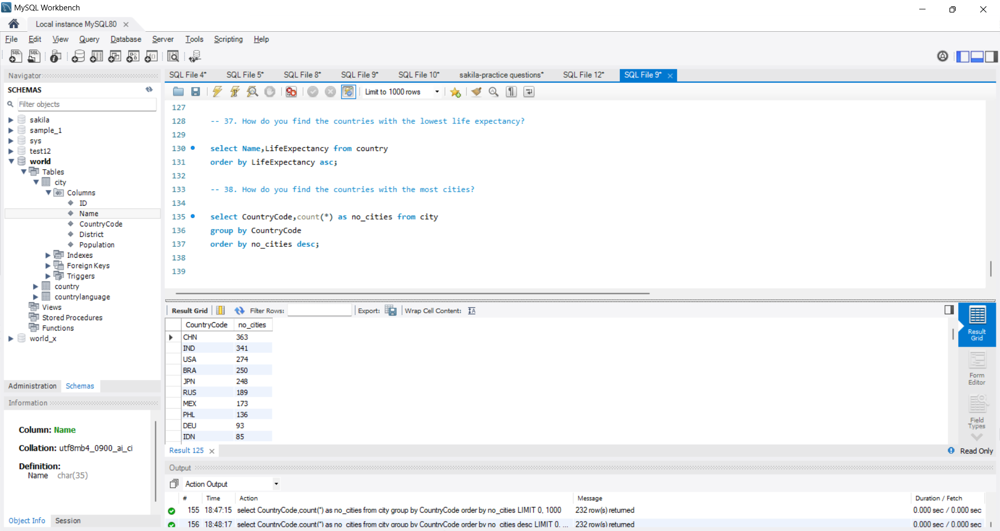 MySQL Workbench
Local instance MySQL80
File Edit View Query Database Server Tools Scripting Help
Navigator
SCHEMAS
Filter objects
sakila
sample_1
sys
test12
world
Tables
city
Columns
ID
Name
CountryCode
District
Population
Indexes
Foreign Keys
Triggers
country
countrylanguage
Views
Stored Procedures
Functions
world_x
Administration Schemas
Information
Column: Name
Collation: utf8mb4_0900_ai_ci
Definition:
Name char(35)
Object Info Session
SQL File 4* SQL File 5* SQL File 8* SQL File 9* SQL File 10* sakila-practice questions* SQL File 12* SQL File 9*
Limit to 1000 rows
127
128 -- 37. How do you find the countries with the lowest life expectancy?
129
130 select Name,LifeExpectancy from country
131 order by LifeExpectancy asc;
132
133 -- 38. How do you find the countries with the most cities?
134
135 select CountryCode,count(*) as no_cities from city
136 group by CountryCode
137 order by no_cities desc;
138
139
Result Grid Filter Rows: Export: Wrap Cell Content:
CountryCode no_cities
CHN 363
IND 341
USA 274
BRA 250
JPN 248
RUS 189
MEX 173
PHL 136
DEU 93
IDN 85
Result Grid
Form Editor
Field Types
Result 125
Read Only
Output
Action Output
# Time Action Message Duration / Fetch
155 18:47:15 select CountryCode,count(*) as no_cities from city group by CountryCode order by no_cities LIMIT 0, 1000 232 row(s) returned 0.000 sec / 0.000 sec
156 18:48:17 select CountryCode,count(*) as no_cities from city group by CountryCode order by no_cities desc LIMIT 0, ... 232 row(s) returned 0.000 sec / 0.000 sec